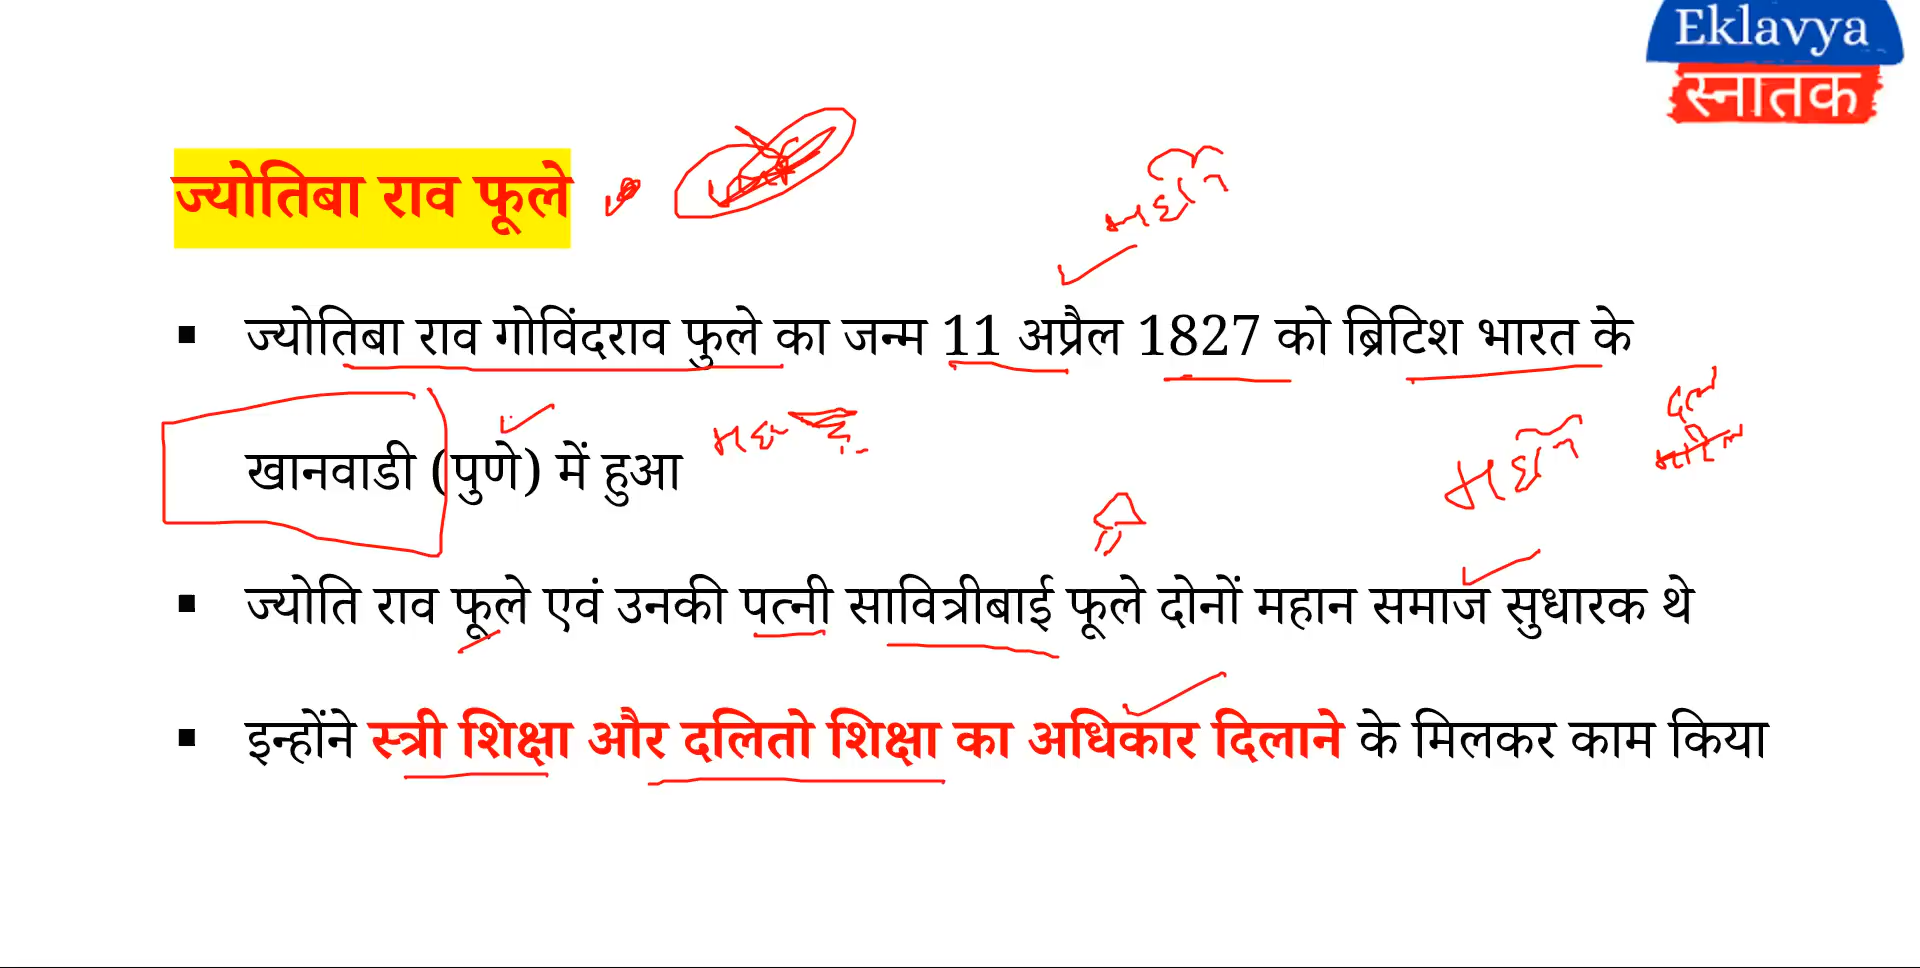 Eklavya
स्नातक
ज्योतिबा राव फूले
▪ ज्योतिबा राव गोविंदराव फुले का जन्म 11 अप्रैल 1827 को ब्रिटिश भारत के
खानवाडी (पुणे) में हुआ
▪ ज्योति राव फूले एवं उनकी पत्नी सावित्रीबाई फूले दोनों महान समाज सुधारक थे
▪ इन्होंने स्त्री शिक्षा और दलितो शिक्षा का अधिकार दिलाने के मिलकर काम किया